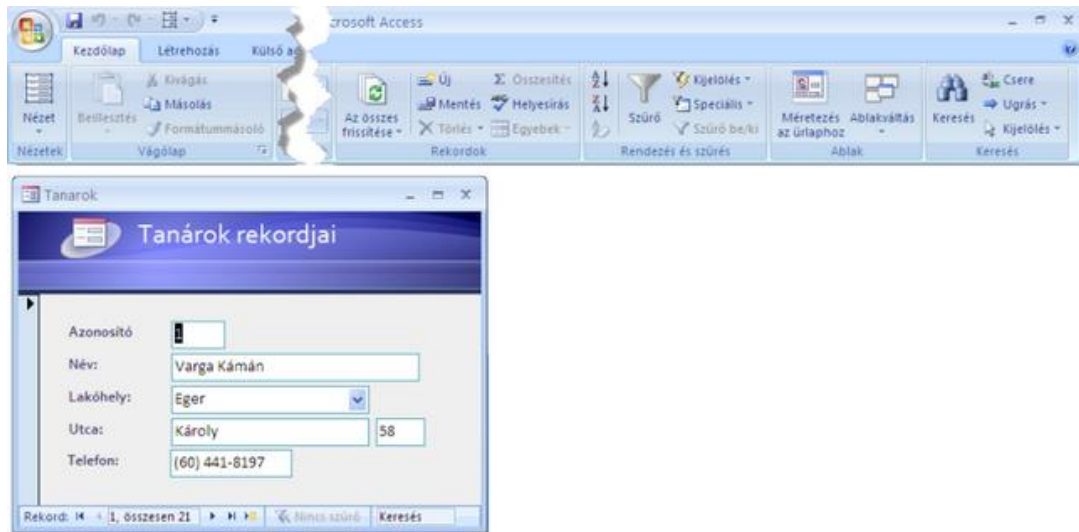 crosoft Access
Kezdőlap Létrehozás Külső a
Nézet
Beillesztés
Kivágás
Másolás
Formátummásoló
Az összes
frissítése
Új
Mentés
Törlés
Összesítés
Helyesírás
Egyebek
Szűrő
Kijelölés
Speciális
Szűrő be/ki
Méretezés
az űrlaphoz
Ablakváltás
Keresés
Csere
Ugrás
Kijelölés
Nézetek Vágólap Rekordok Rendezés és szűrés Ablak Keresés
Tanarok
Tanárok rekordjai
Azonosító 1
Név: Varga Kámán
Lakóhely: Eger
Utca: Károly 58
Telefon: (60) 441-8197
Rekord: 1, összesen 21 Nincs szűrő Keresés